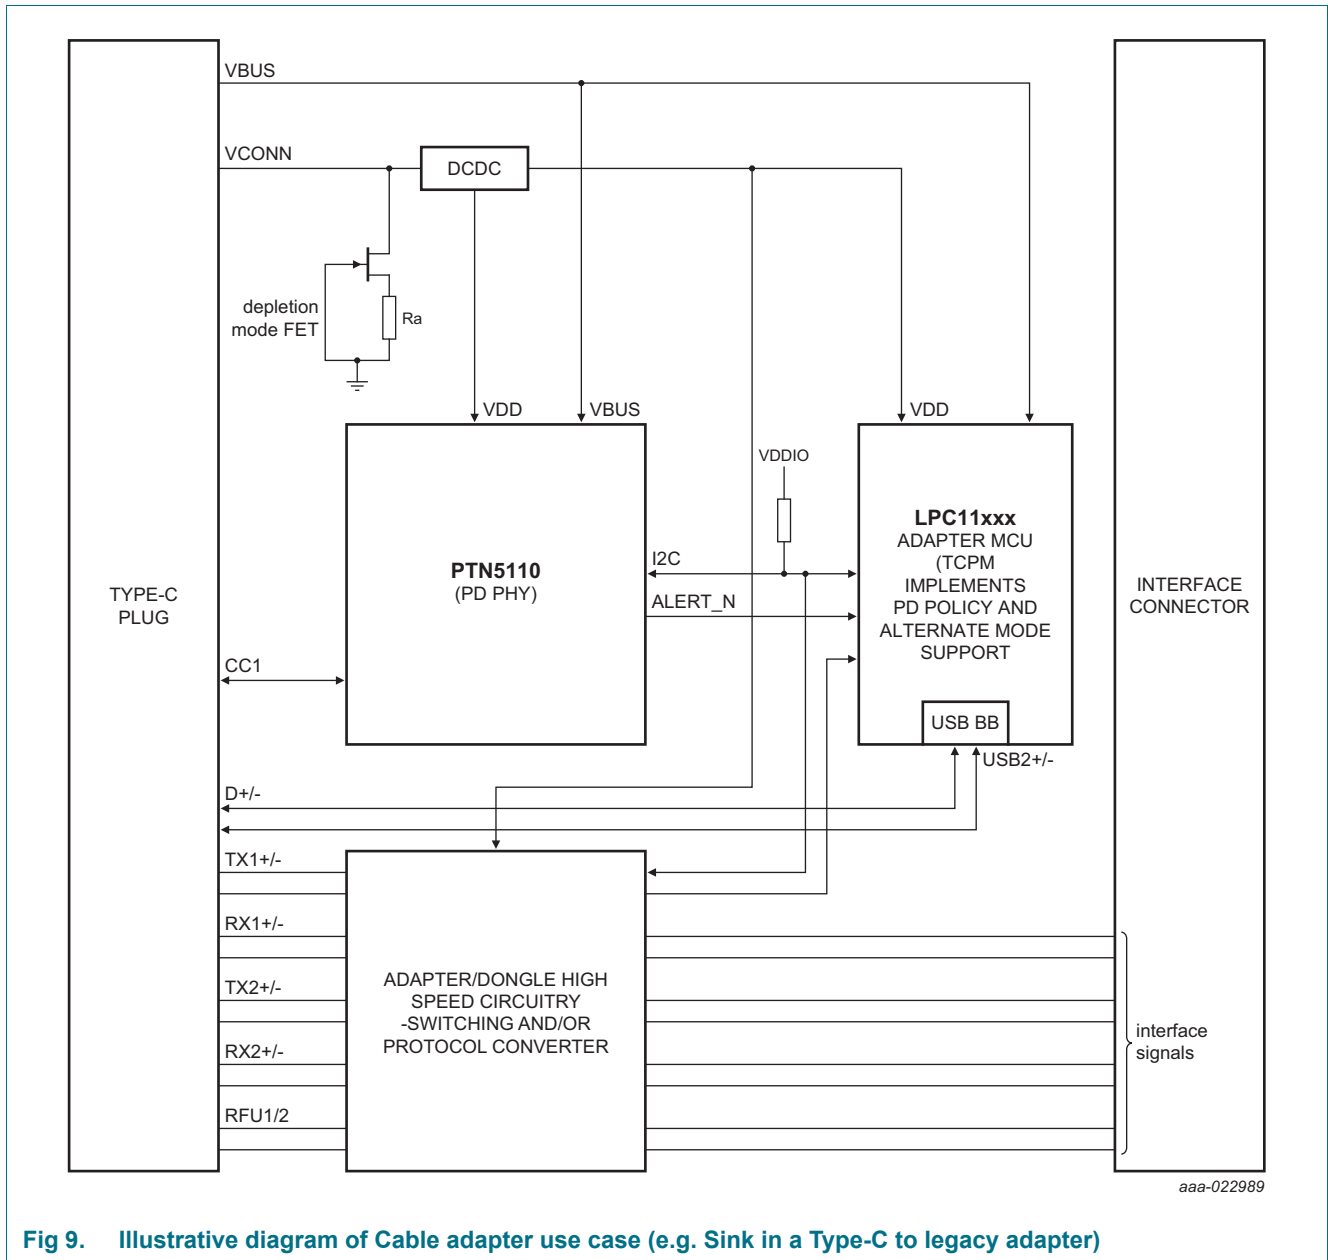 VBUS
VCONN
DCDC
depletion
mode FET
Ra
VDD
VBUS
VDD
VDDIO
TYPE-C
PLUG
PTN5110
(PD PHY)
I2C
ALERT_N
LPC11xxx
ADAPTER MCU
(TCPM
IMPLEMENTS
PD POLICY AND
ALTERNATE MODE
SUPPORT
INTERFACE
CONNECTOR
CC1
USB BB
USB2+/-
D+/-
TX1+/-
RX1+/-
TX2+/-
RX2+/-
RFU1/2
ADAPTER/DONGLE HIGH
SPEED CIRCUITRY
-SWITCHING AND/OR
PROTOCOL CONVERTER
interface
signals
aaa-022989
Fig 9. Illustrative diagram of Cable adapter use case (e.g. Sink in a Type-C to legacy adapter)